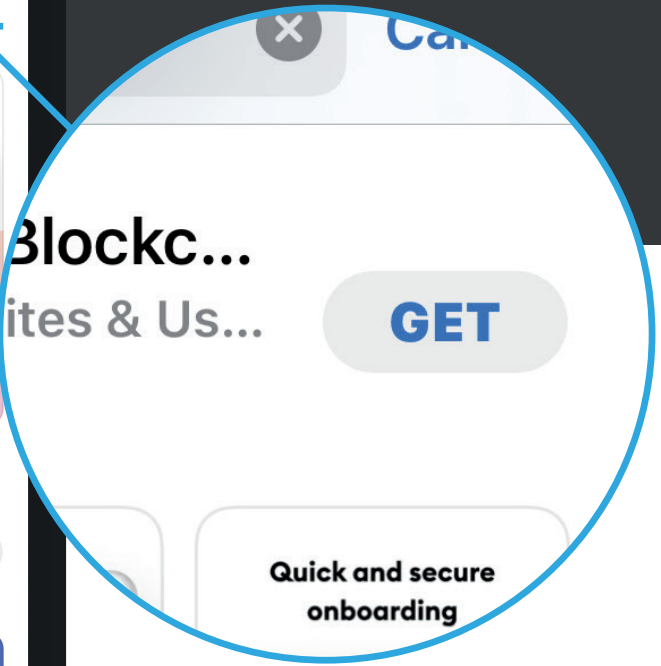 Blockc...
ites & Us...
GET
Quick and secure
onboarding